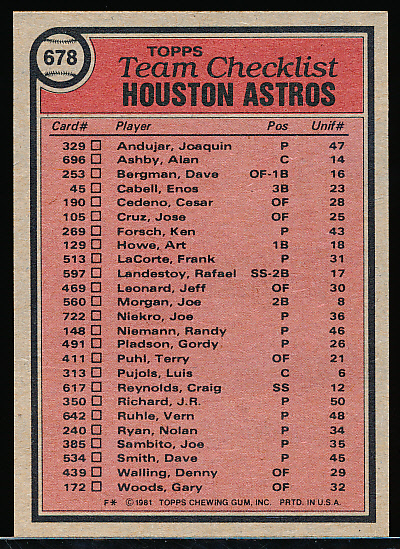 678
TOPPS
Team Checklist
HOUSTON ASTROS
Card# Player Pos Unif#
329 Andujar, Joaquin P 47
696 Ashby, Alan C 14
253 Bergman, Dave OF-1B 16
45 Cabell, Enos 3B 23
190 Cedeno, Cesar OF 28
105 Cruz, Jose OF 25
269 Forsch, Ken P 43
129 Howe, Art 1B 18
513 LaCorte, Frank P 31
597 Landestoy, Rafael SS-2B 17
469 Leonard, Jeff OF 30
560 Morgan, Joe 2B 8
722 Niekro, Joe P 36
148 Niemann, Randy P 46
491 Pladson, Gordy P 26
411 Puhl, Terry OF 21
313 Pujols, Luis C 6
617 Reynolds, Craig SS 12
350 Richard, J.R. P 50
642 Ruhle, Vern P 48
240 Ryan, Nolan P 34
385 Sambito, Joe P 35
534 Smith, Dave P 45
439 Walling, Denny OF 29
172 Woods, Gary OF 32
F* © 1981 TOPPS CHEWING GUM, INC. PRTD. IN U.S.A.